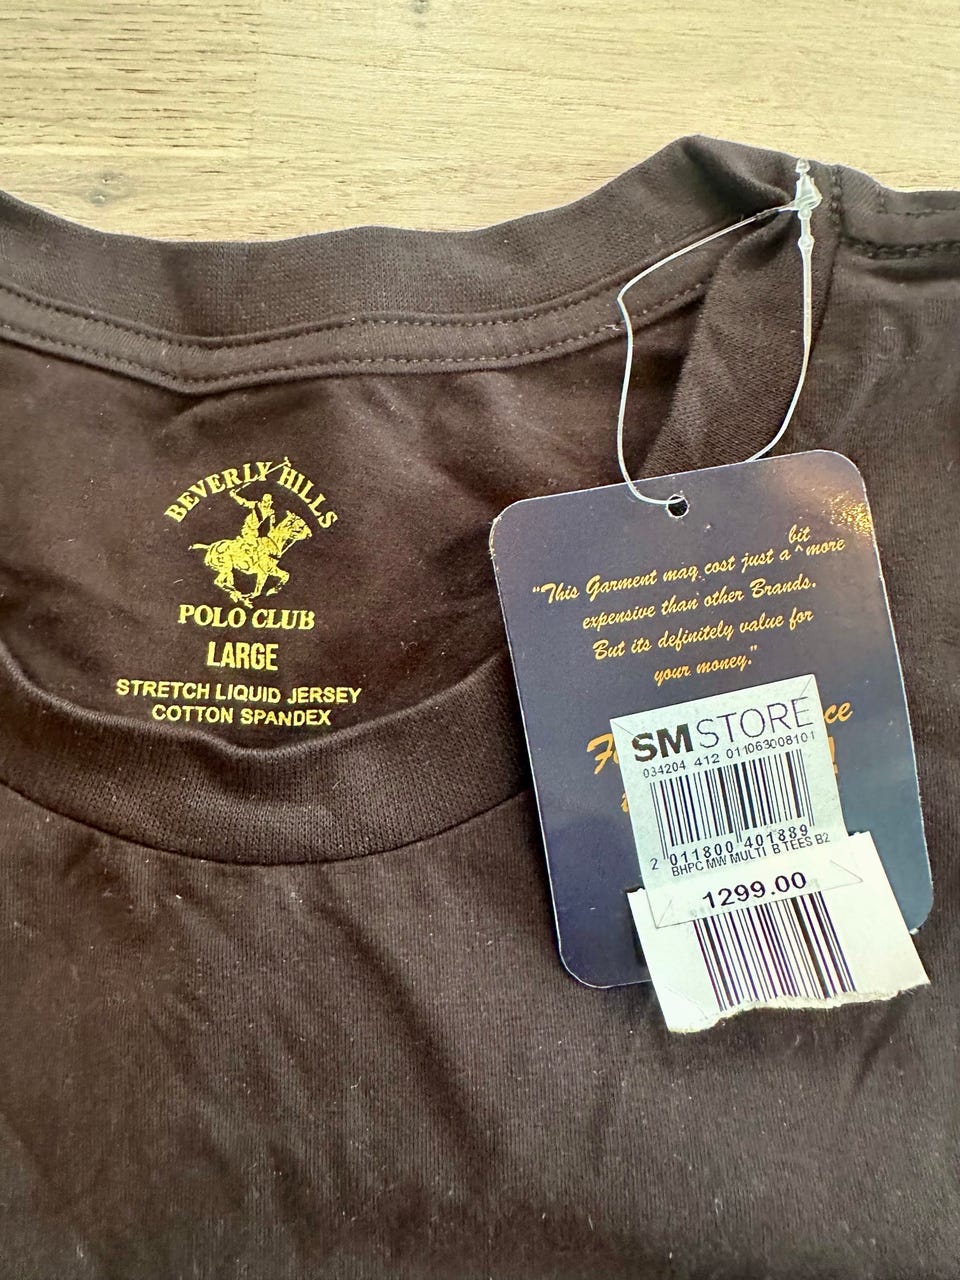 BEVERLY HILLS
POLO CLUB
LARGE
STRETCH LIQUID JERSEY
COTTON SPANDEX
bit
"This Garment may cost just a ^ more
expensive than other Brands.
But its definitely value for
your money."
SM STORE
034204 412 011063008101
2 011800 401889
BHPC MW MULTI B TEES B2
1299.00